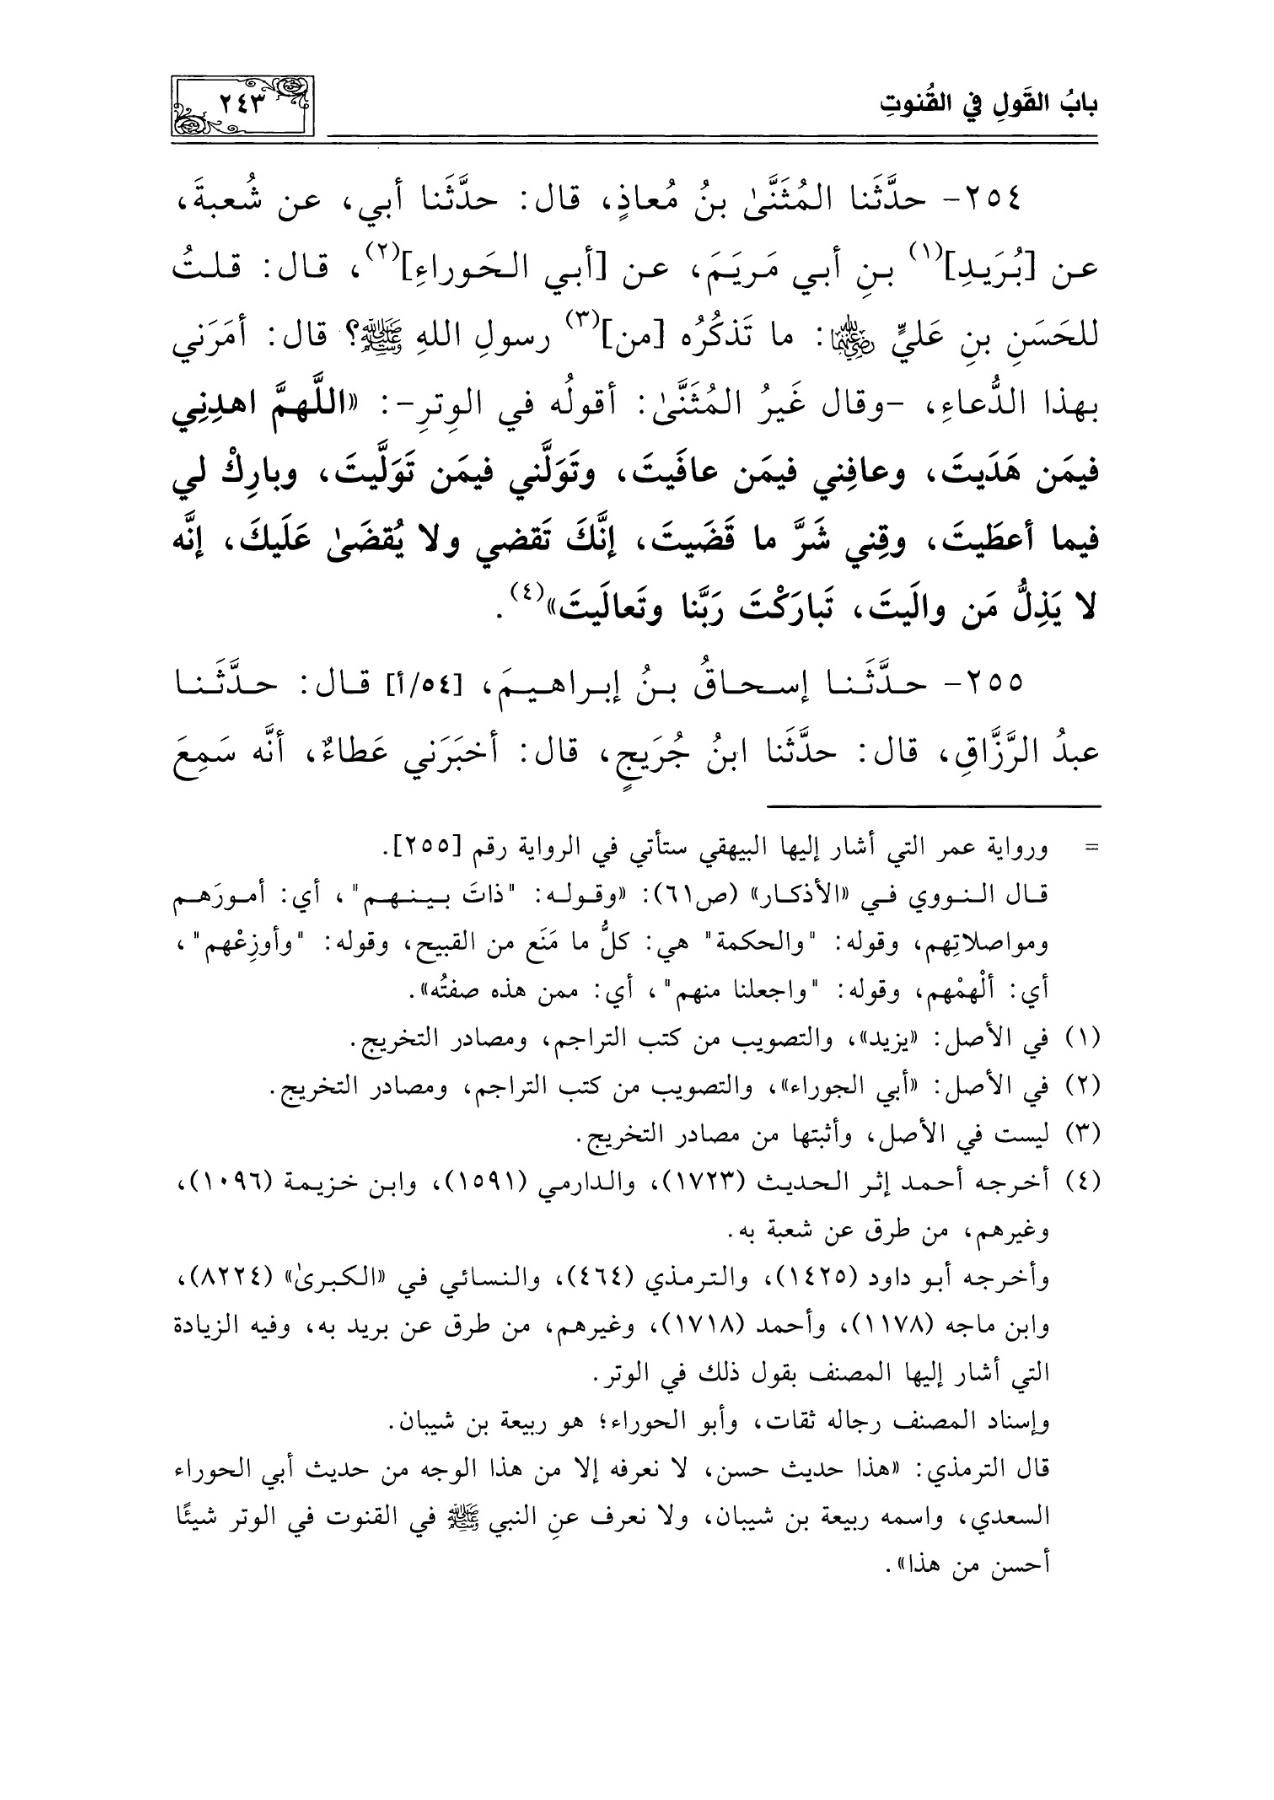 بابُ القَولِ في القُنوتِ
٢٤٣
٢٥٤- حدَّثَنا المُثَنَّىٰ بنُ مُعاذٍ، قال: حدَّثَنا أبي، عن شُعبةَ،
عن [بُرَيدِ](١) بنِ أبي مَريَمَ، عن [أبي الحَوراءِ](٢)، قال: قلتُ
للحَسَنِ بنِ عَليٍّ رضي الله عنهما: ما تَذكُرُه [من](٣) رسولِ اللهِ ﷺ؟ قال: أمَرَني
بهذا الدُّعاءِ، -وقال غَيرُ المُثَنَّىٰ: أقولُه في الوِترِ-: «اللَّهمَّ اهدِنِي
فيمَن هَدَيتَ، وعافِني فيمَن عافَيتَ، وتَوَلَّني فيمَن تَوَلَّيتَ، وبارِكْ لي
فيما أعطَيتَ، وقِني شَرَّ ما قَضَيتَ، إنَّكَ تَقضي ولا يُقضَىٰ عَلَيكَ، إنَّه
لا يَذِلُّ مَن والَيتَ، تَبارَكْتَ رَبَّنا وتَعالَيتَ»(٤).
٢٥٥- حدَّثَنا إسحاقُ بنُ إبراهيمَ، [٥٤/أ] قال: حدَّثَنا
عبدُ الرَّزَّاقِ، قال: حدَّثَنا ابنُ جُرَيجٍ، قال: أخبَرَني عَطاءٌ، أنَّه سَمِعَ
= ورواية عمر التي أشار إليها البيهقي ستأتي في الرواية رقم [٢٥٥].
قال النووي في «الأذكار» (ص٦١): «وقوله: "ذاتَ بينهم"، أي: أمورَهم
ومواصلاتِهم، وقوله: "والحكمة" هي: كلُّ ما مَنَع من القبيح، وقوله: "وأوزِعْهم"،
أي: ألْهمْهم، وقوله: "واجعلنا منهم"، أي: ممن هذه صفتُه».
(١) في الأصل: «يزيد»، والتصويب من كتب التراجم، ومصادر التخريج.
(٢) في الأصل: «أبي الجوراء»، والتصويب من كتب التراجم، ومصادر التخريج.
(٣) ليست في الأصل، وأثبتها من مصادر التخريج.
(٤) أخرجه أحمد إثر الحديث (١٧٢٣)، والدارمي (١٥٩١)، وابن خزيمة (١٠٩٦)،
وغيرهم، من طرق عن شعبة به.
وأخرجه أبو داود (١٤٢٥)، والترمذي (٤٦٤)، والنسائي في «الكبرىٰ» (٨٢٢٤)،
وابن ماجه (١١٧٨)، وأحمد (١٧١٨)، وغيرهم، من طرق عن بريد به، وفيه الزيادة
التي أشار إليها المصنف بقول ذلك في الوتر.
وإسناد المصنف رجاله ثقات، وأبو الحوراء؛ هو ربيعة بن شيبان.
قال الترمذي: «هذا حديث حسن، لا نعرفه إلا من هذا الوجه من حديث أبي الحوراء
السعدي، واسمه ربيعة بن شيبان، ولا نعرف عنِ النبي ﷺ في القنوت في الوتر شيئًا
أحسن من هذا».